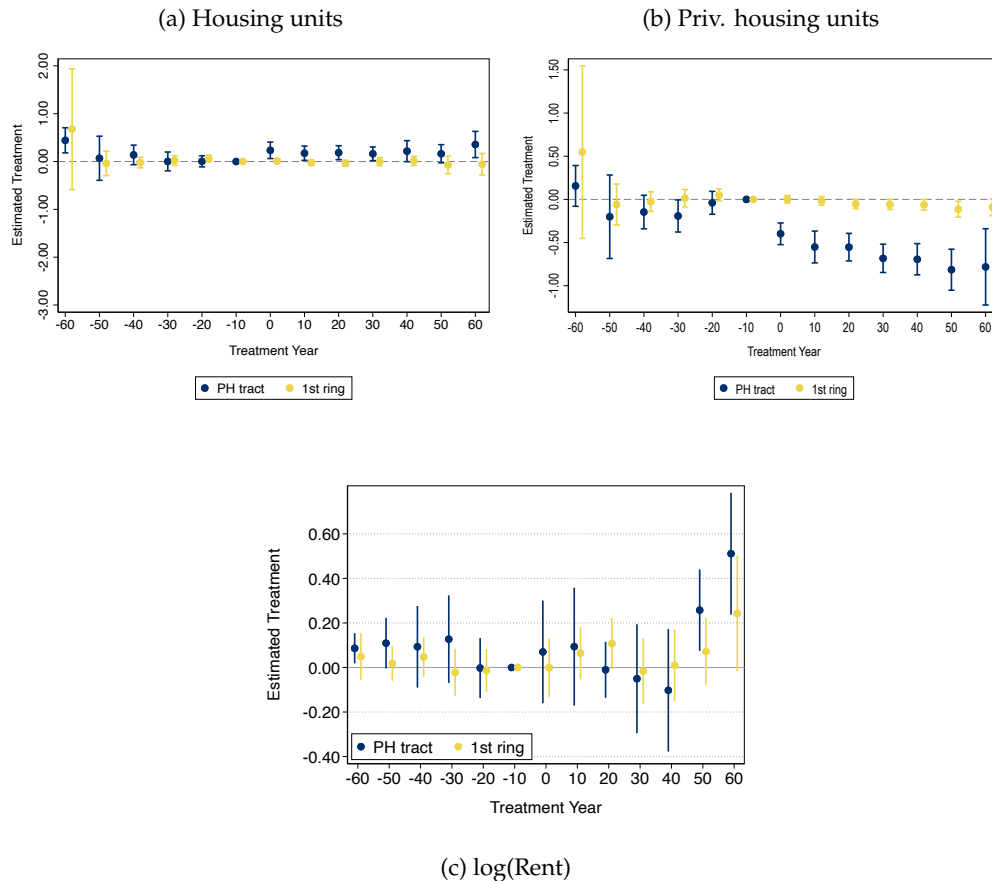 (a) Housing units
(b) Priv. housing units
2.00
1.00
0.00
-1.00
-2.00
-3.00
Estimated Treatment
-60 -50 -40 -30 -20 -10 0 10 20 30 40 50 60
Treatment Year
PH tract 1st ring
1.50
1.00
0.50
0.00
-0.50
-1.00
Estimated Treatment
-60 -50 -40 -30 -20 -10 0 10 20 30 40 50 60
Treatment Year
PH tract 1st ring
0.60
0.40
0.20
0.00
-0.20
-0.40
Estimated Treatment
PH tract 1st ring
-60 -50 -40 -30 -20 -10 0 10 20 30 40 50 60
Treatment Year
(c) log(Rent)